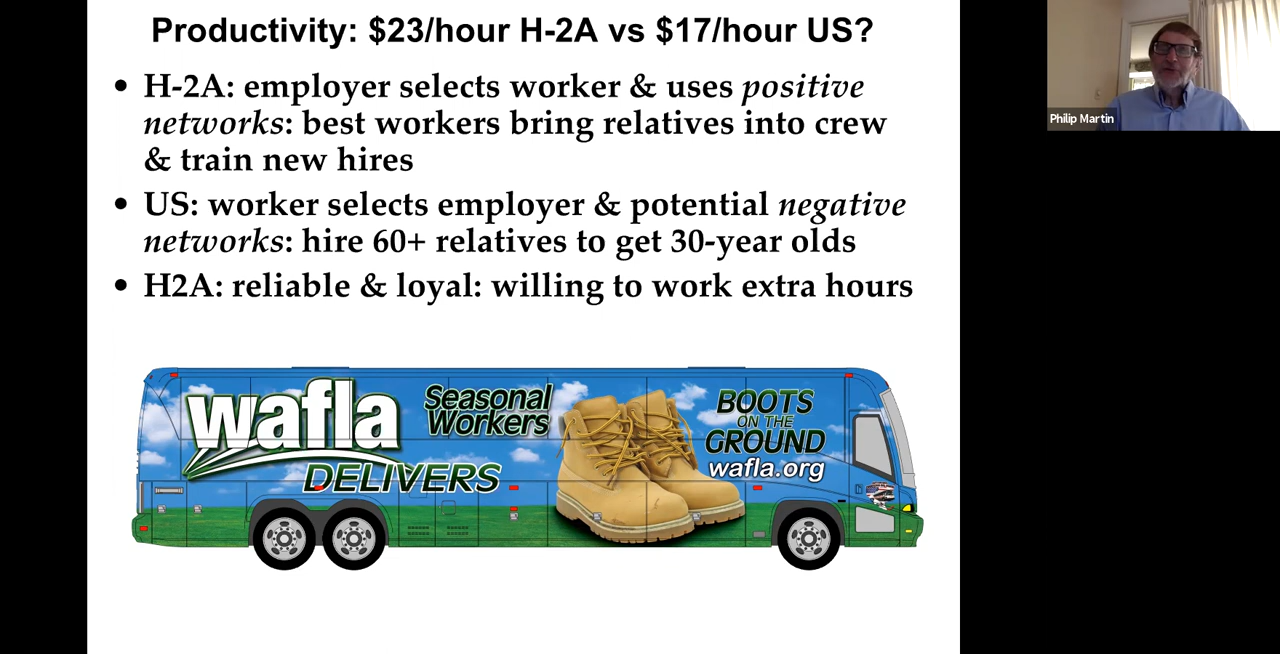 Productivity: $23/hour H-2A vs $17/hour US?
• H-2A: employer selects worker & uses positive
networks: best workers bring relatives into crew
& train new hires
• US: worker selects employer & potential negative
networks: hire 60+ relatives to get 30-year olds
• H2A: reliable & loyal: willing to work extra hours
wafla
DELIVERS
Seasonal
Workers
BOOTS
ON THE
GROUND
wafla.org
Philip Martin